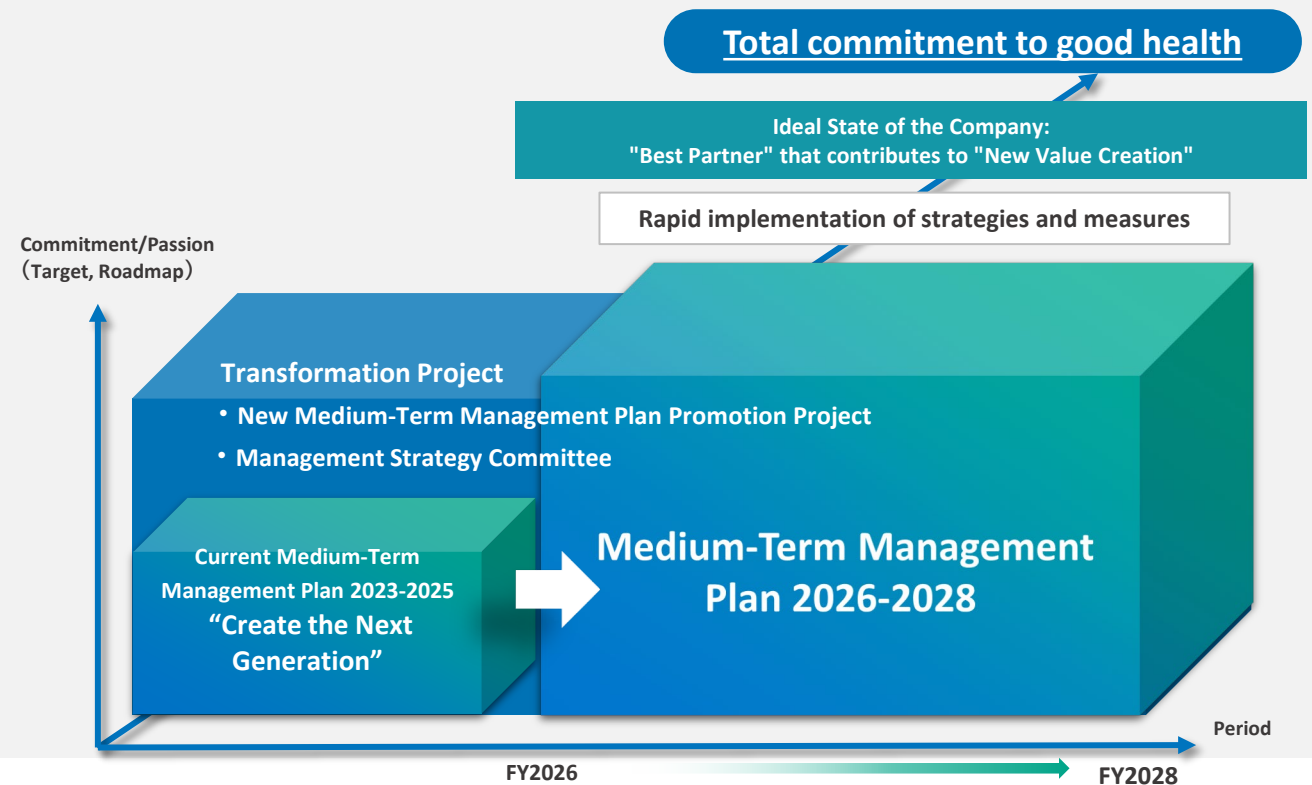 Total commitment to good health
Ideal State of the Company:
"Best Partner" that contributes to "New Value Creation"
Rapid implementation of strategies and measures
Commitment/Passion
（Target, Roadmap）
Transformation Project
・New Medium-Term Management Plan Promotion Project
・Management Strategy Committee
Current Medium-Term
Management Plan 2023-2025
“Create the Next
Generation”
Medium-Term Management
Plan 2026-2028
Period
FY2026
FY2028